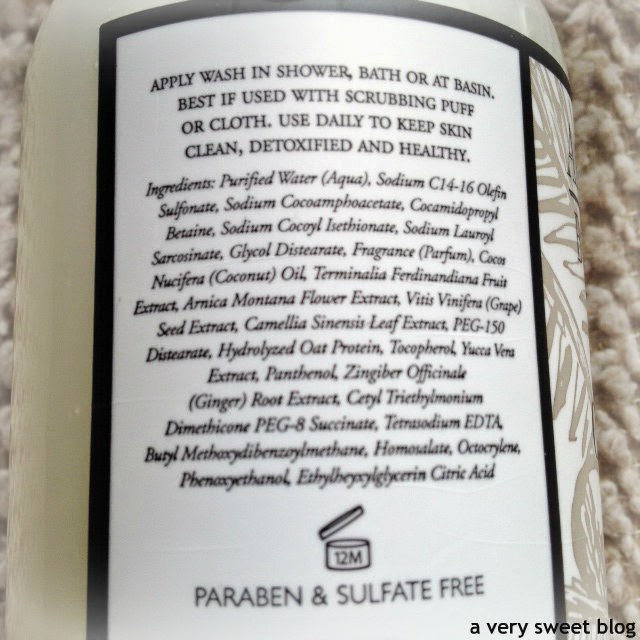 APPLY WASH IN SHOWER, BATH OR AT BASIN.
BEST IF USED WITH SCRUBBING PUFF
OR CLOTH. USE DAILY TO KEEP SKIN
CLEAN, DETOXIFIED AND HEALTHY.
Ingredients: Purified Water (Aqua), Sodium C14-16 Olefin
Sulfonate, Sodium Cocoamphoacetate, Cocamidopropyl
Betaine, Sodium Cocoyl Isethionate, Sodium Lauroyl
Sarcosinate, Glycol Distearate, Fragrance (Parfum), Cocos
Nucifera (Coconut) Oil, Terminalia Ferdinandiana Fruit
Extract, Arnica Montana Flower Extract, Vitis Vinifera (Grape)
Seed Extract, Camellia Sinensis Leaf Extract, PEG-150
Distearate, Hydrolyzed Oat Protein, Tocopherol, Yucca Vera
Extract, Panthenol, Zingiber Officinale
(Ginger) Root Extract, Cetyl Triethylmonium
Dimethicone PEG-8 Succinate, Tetrasodium EDTA,
Butyl Methoxydibenzoylmethane, Homosalate, Octocrylene,
Phenoxyethanol, Ethylhexylglycerin Citric Acid
12M
PARABEN & SULFATE FREE
a very sweet blog